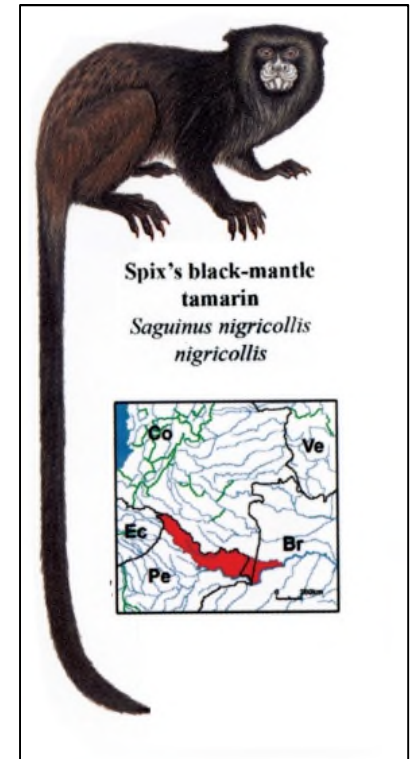 Spix's black-mantle
tamarin
Saguinus nigricollis
nigricollis
Co
Ve
Ec
Br
Pe